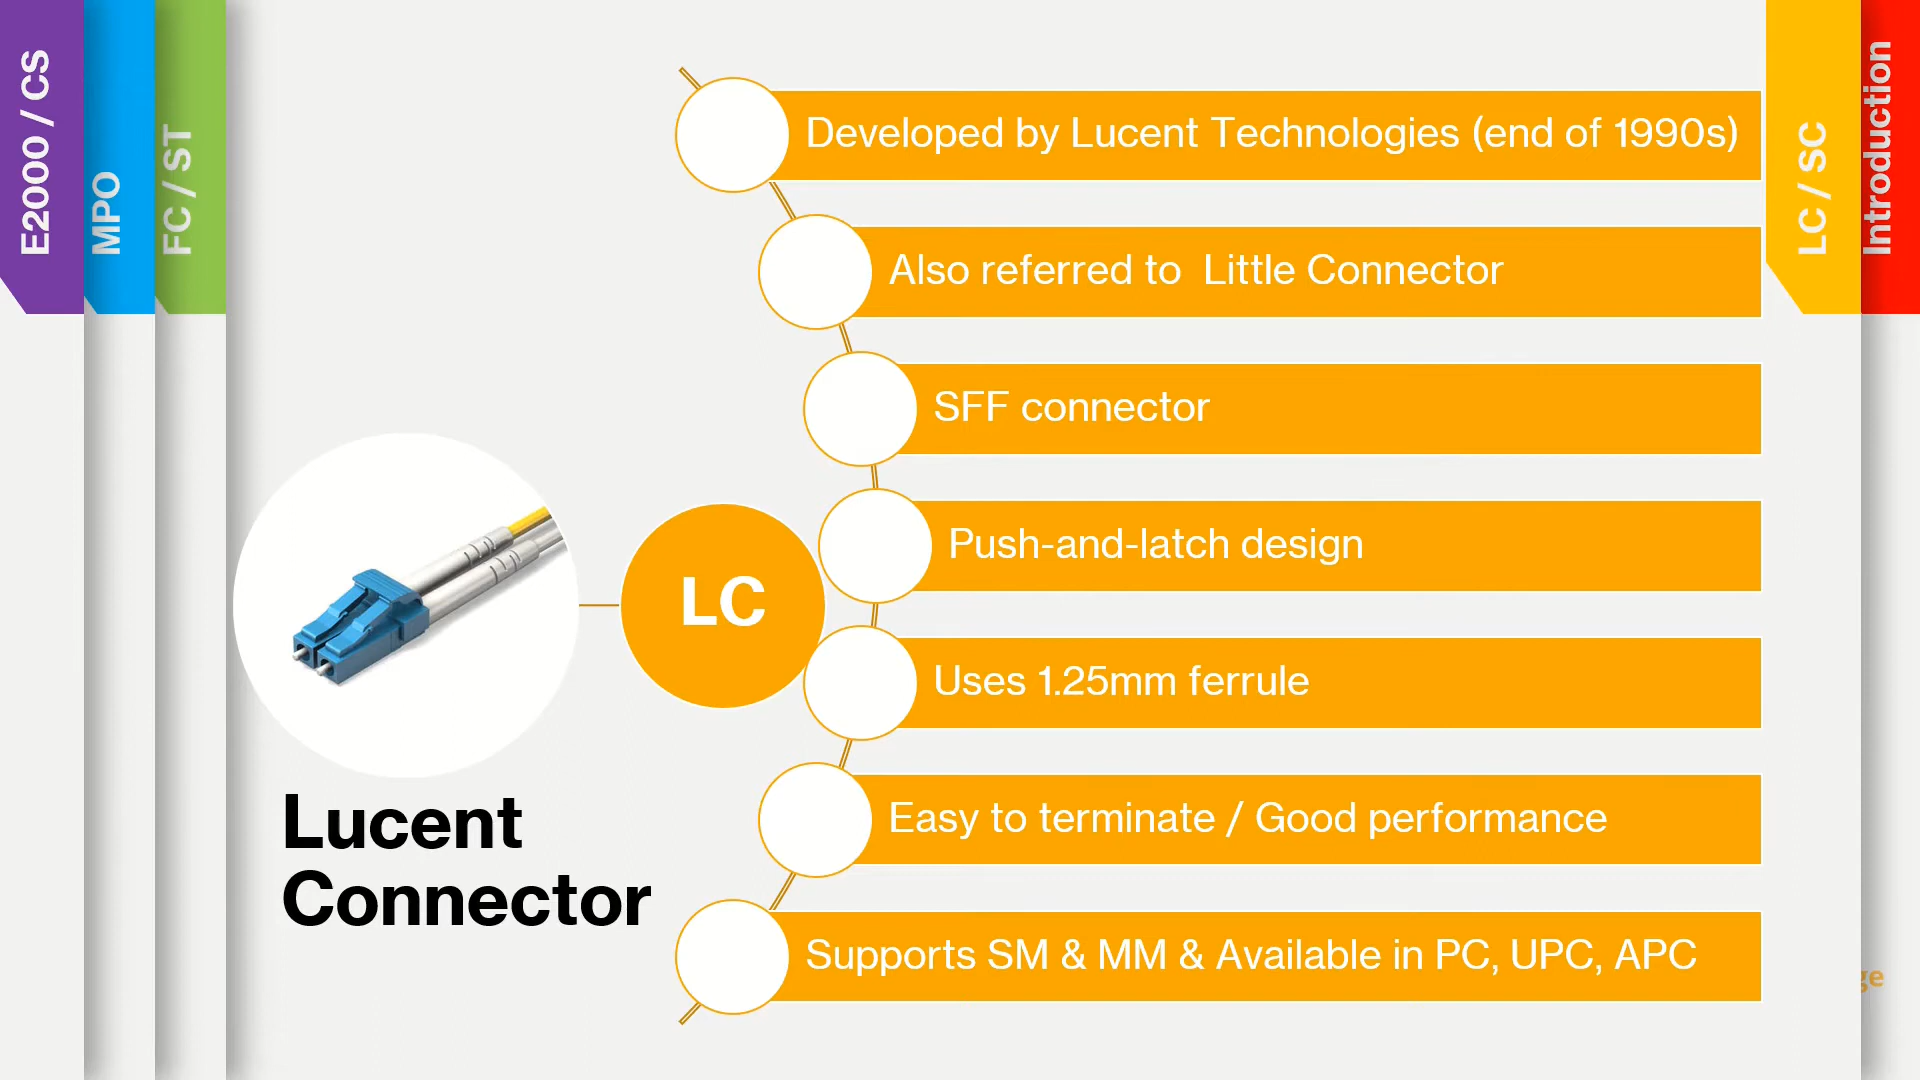 E2000 / CS
MPO
FC / ST
Developed by Lucent Technologies (end of 1990s)
Also referred to  Little Connector
SFF connector
Push-and-latch design
Uses 1.25mm ferrule
Easy to terminate / Good performance
Supports SM & MM & Available in PC, UPC, APC
LC
Lucent
Connector
LC / SC
Introduction